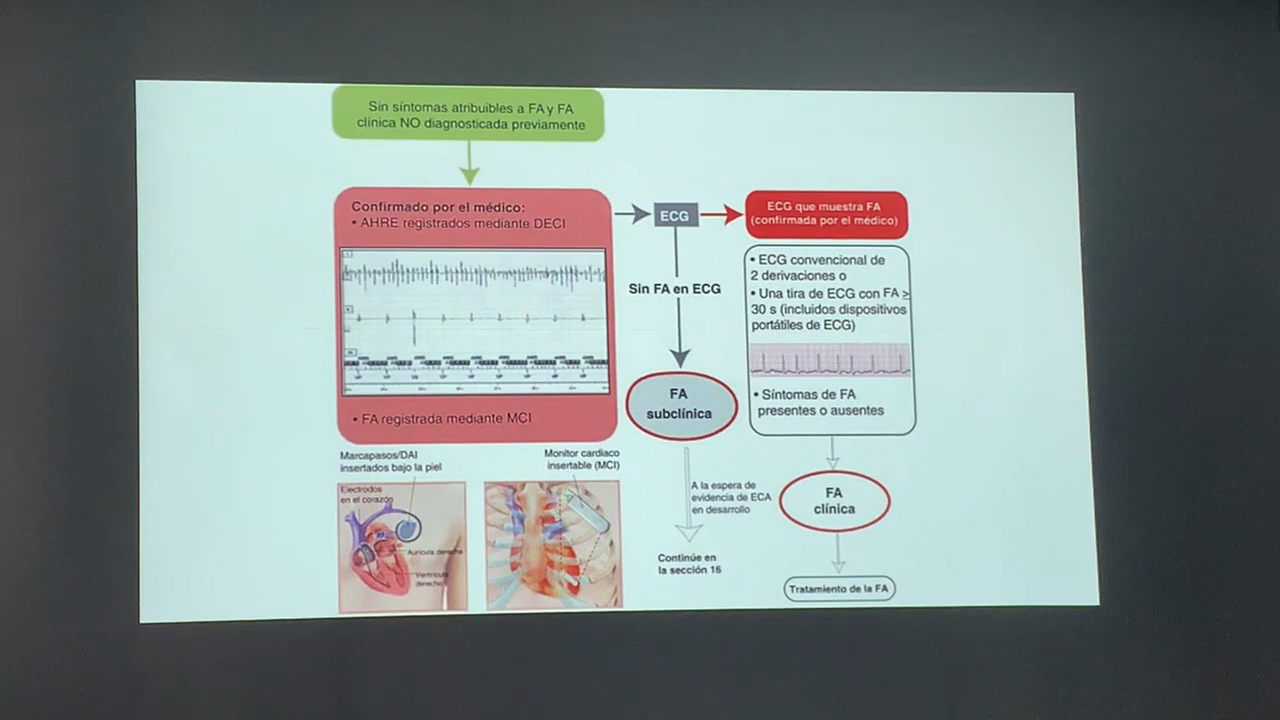 Sin síntomas atribuibles a FA y FA
clínica NO diagnosticada previamente
Confirmado por el médico:
• AHRE registrados mediante DECI
• FA registrada mediante MCI
ECG
Sin FA en ECG
FA
subclínica
A la espera de
evidencia de ECA
en desarrollo
Continúe en
la sección 16
ECG que muestra FA
(confirmada por el médico)
• ECG convencional de
2 derivaciones o
• Una tira de ECG con FA ≥
30 s (incluidos dispositivos
portátiles de ECG)
• Síntomas de FA
presentes o ausentes
FA
clínica
Tratamiento de la FA
Marcapasos/DAI
insertados bajo la piel
Electrodos
en el corazón
Aurícula derecha
Ventrículo
derecho
Monitor cardiaco
insertable (MCI)